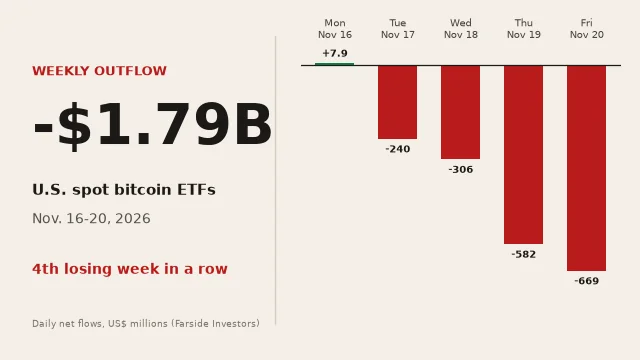 WEEKLY OUTFLOW
-$1.79B
U.S. spot bitcoin ETFs
Nov. 16-20, 2026
4th losing week in a row
Daily net flows, US$ millions (Farside Investors)
Mon Tue Wed Thu Fri
Nov 16 Nov 17 Nov 18 Nov 19 Nov 20
+7.9
-240
-306
-582
-669